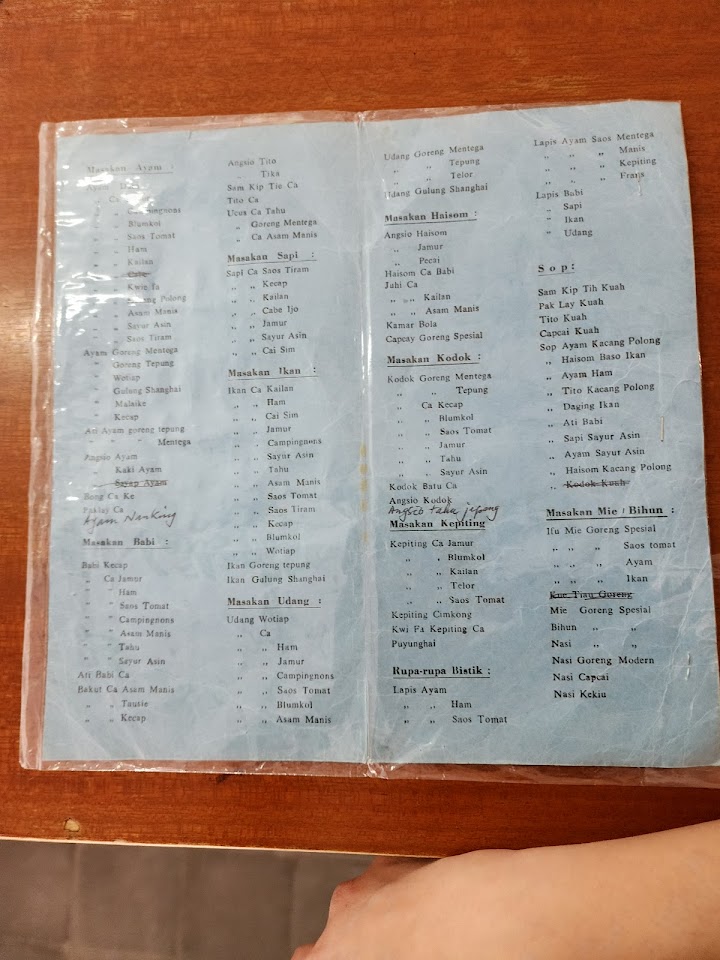 Masakan Ayam :
Ayam
„ Ca
„ „
„ „ Blumkol
„ „ Saos Tomat
„ „ Ham
„ „ Kailan
„ „ Cabe
„ „ Kwie fa
„ „ Kacang Polong
„ „ Asam Manis
„ „ Sayur Asin
„ „ Saos Tiram
Ayam Goreng Mentega
„ Goreng Tepung
„ Wotiap
„ Gulung Shanghai
„ Malaike
„ Kecap
Ati Ayam goreng tepung
„ „ „ Mentega
Angsio Ayam
„ Kaki Ayam
„ Sayap Ayam
Bong Ca Ke
Paklay Ca
Ayam Nanking
Masakan Babi :
Babi Kecap
„ Ca Jamur
„ „ Ham
„ „ Saos Tomat
„ „ Campingnons
„ „ Asam Manis
„ „ Tahu
„ „ Sayur Asin
Ati Babi Ca
Bakut Ca Asam Manis
„ „ Tausie
„ „ Kecap
Angsio Tito
„ Tika
Sam Kip Tie Ca
Tito Ca
Ucus Ca Tahu
„ Goreng Mentega
„ Ca Asam Manis
Masakan Sapi :
Sapi Ca Saos Tiram
„ „ Kecap
„ „ Kailan
„ „ Cabe Ijo
„ „ Jamur
„ „ Sayur Asin
„ „ Cai Sim
Masakan Ikan :
Ikan Ca Kailan
„ „ Ham
„ „ Cai Sim
„ „ Jamur
„ „ Campingnons
„ „ Sayur Asin
„ „ Tahu
„ „ Asam Manis
„ „ Saos Tomat
„ „ Saos Tiram
„ „ Kecap
„ „ Blumkol
„ „ Wotiap
Ikan Goreng tepung
Ikan Gulung Shanghai
Masakan Udang :
Udang Wotiap
„ Ca
„ „ Ham
„ „ Jamur
„ „ Campingnons
„ „ Saos Tomat
„ „ Blumkol
„ „ Asam Manis
Udang Goreng Mentega
„ „ Tepung
„ „ Telor
Udang Gulung Shanghai
Masakan Haisom :
Angsio Haisom
„ Jamur
„ Pecai
Haisom Ca Babi
Jahi Ca
„ „ Kailan
„ „ Asam Manis
Kamar Bola
Capcay Goreng Spesial
Masakan Kodok :
Kodok Goreng Mentega
„ „ Tepung
„ Ca Kecap
„ „ Blumkol
„ „ Saos Tomat
„ „ Jamur
„ „ Tahu
„ „ Sayur Asin
Kodok Batu Ca
Angsio Kodok
Angsio tahu jepang
Masakan Kepiting
Kepiting Ca Jamur
„ „ Blumkol
„ „ Kailan
„ „ Telor
„ „ Saos Tomat
Kepiting Cimkong
Kwi Fa Kepiting Ca
Puyunghai
Rupa-rupa Bistik :
Lapis Ayam
„ „ Ham
„ „ Saos Tomat
Lapis Ayam Saos Mentega
„ „ „ Manis
„ „ „ Kepiting
„ „ „ Frans
Lapis Babi
„ Sapi
„ Ikan
„ Udang
Sop:
Sam Kip Tih Kuah
Pak Lay Kuah
Tito Kuah
Capcai Kuah
Sop Ayam Kacang Polong
„ Haisom Baso Ikan
„ Ayam Ham
„ Tito Kacang Polong
„ Daging Ikan
„ Ati Babi
„ Sapi Sayur Asin
„ Ayam Sayur Asin
„ Haisom Kacang Polong
„ Kodok Kuah
Masakan Mie / Bihun :
Ifu Mie Goreng Spesial
„ „ „ Saos tomat
„ „ „ Ayam
„ „ „ Ikan
Kue Tiau Goreng
Mie Goreng Spesial
Bihun „ „
Nasi „ „
Nasi Goreng Modern
Nasi Capcai
Nasi Kekiu